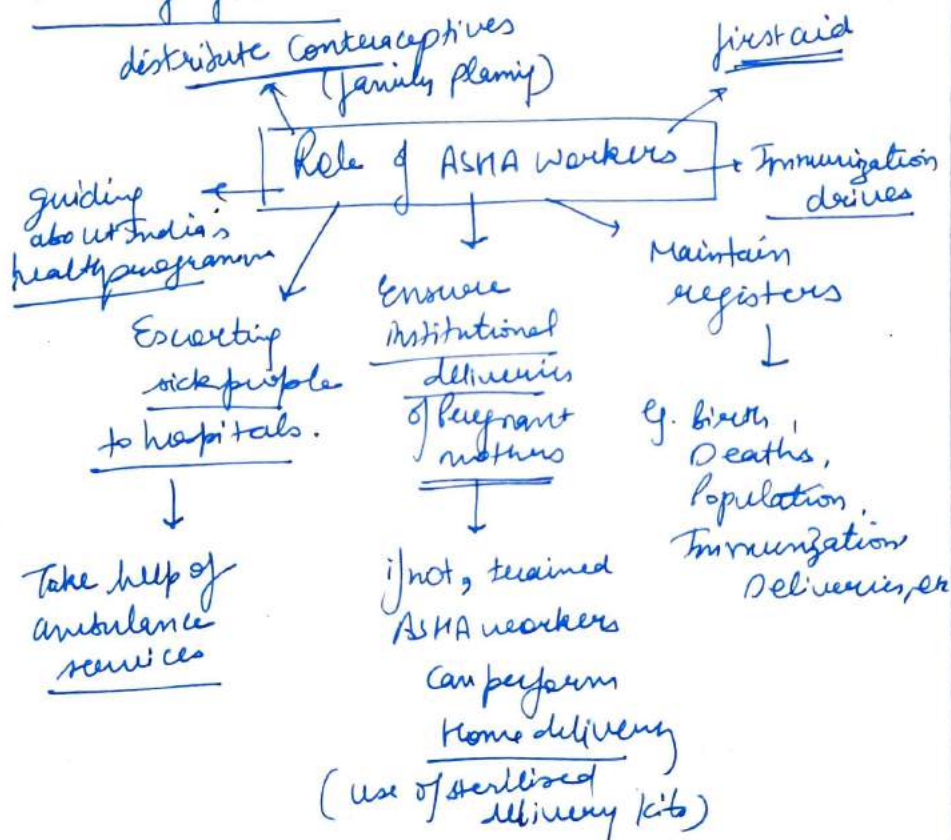 distribute Contraceptives
(family planning)
first aid
Role of ASHA workers
Immunization
drives
guiding
about India's
health programm
Maintain
registers
Escorting
sick people
to hospitals.
Ensure
institutional
deliveries
of Pregnant
mothers
Eg. Birth,
Deaths,
Population,
Immunization
Deliveries, etc
Take help of
ambulance
services
if not, trained
ASHA workers
Can perform
Home delivery
(use of sterilised
delivery kits)